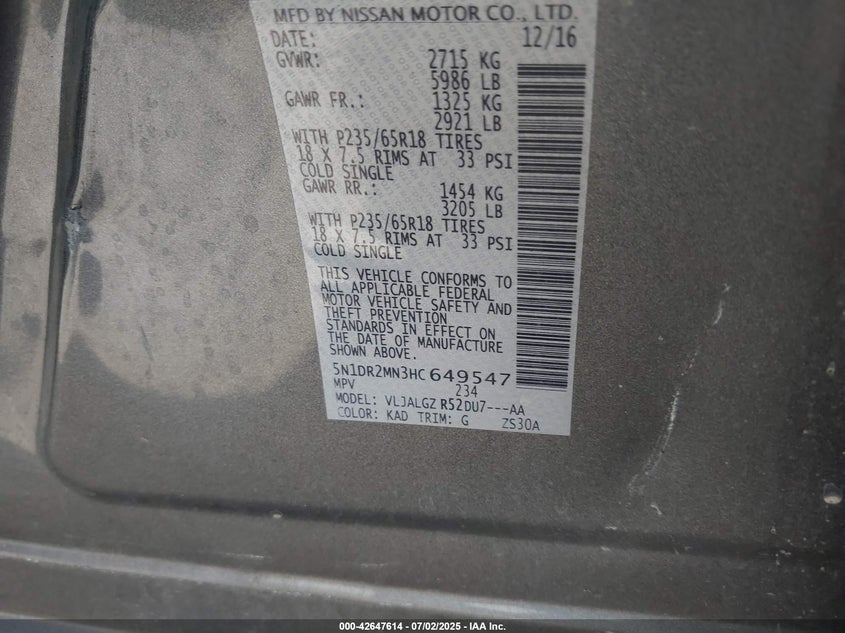 MFD BY NISSAN MOTOR CO., LTD.
DATE: 12/16
GVWR: 2715 KG
5986 LB
GAWR FR.: 1325 KG
2921 LB
WITH P235/65R18 TIRES
18 X 7.5 RIMS AT 33 PSI
COLD SINGLE
GAWR RR.: 1454 KG
3205 LB
WITH P235/65R18 TIRES
18 X 7.5 RIMS AT 33 PSI
COLD SINGLE
THIS VEHICLE CONFORMS TO
ALL APPLICABLE FEDERAL
MOTOR VEHICLE SAFETY AND
THEFT PREVENTION
STANDARDS IN EFFECT ON
THE DATE OF MANUFACTURE
SHOWN ABOVE.
5N1DR2MN3HC649547
MPV 234
MODEL: VLJALGZ R52DU7---AA
COLOR: KAD TRIM: G ZS30A
000-42647614 - 07/02/2025 - IAA Inc.